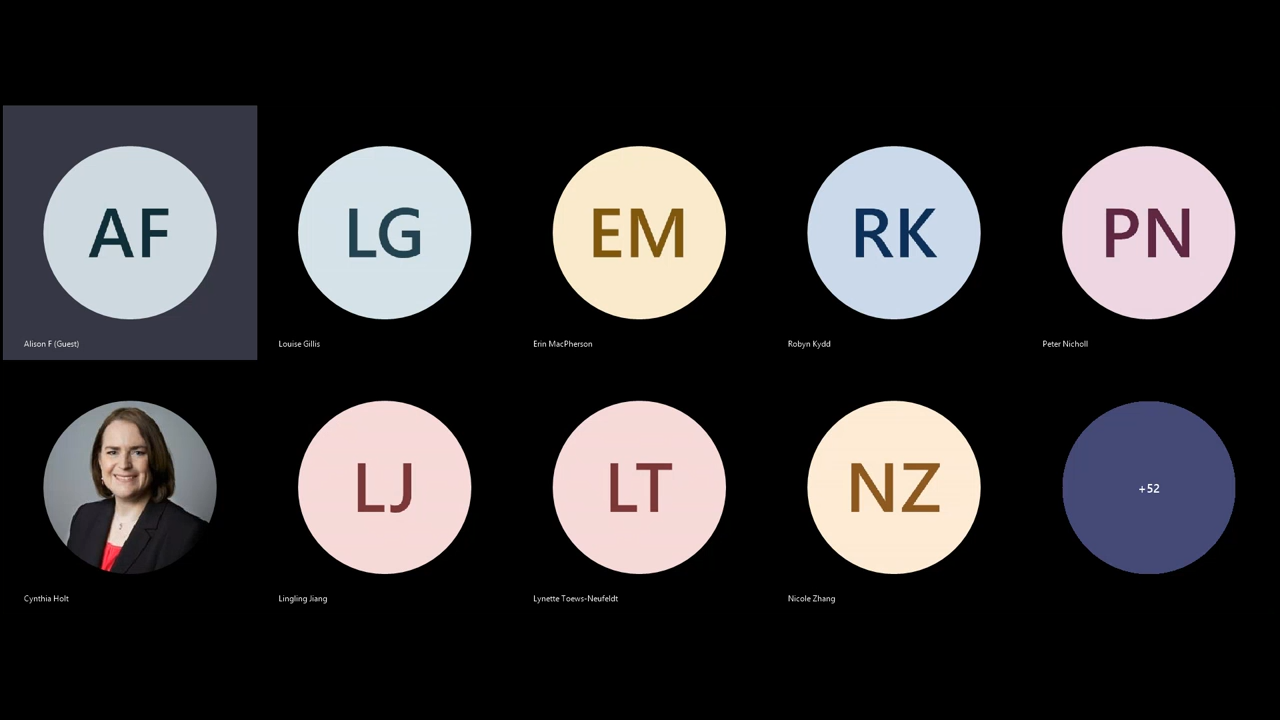 AF
LG
EM
RK
PN
Alison F (Guest)
Louise Gillis
Erin MacPherson
Robyn Kydd
Peter Nicholl
LJ
LT
NZ
+52
Cynthia Holt
Lingling Jiang
Lynette Toews-Neufeldt
Nicole Zhang